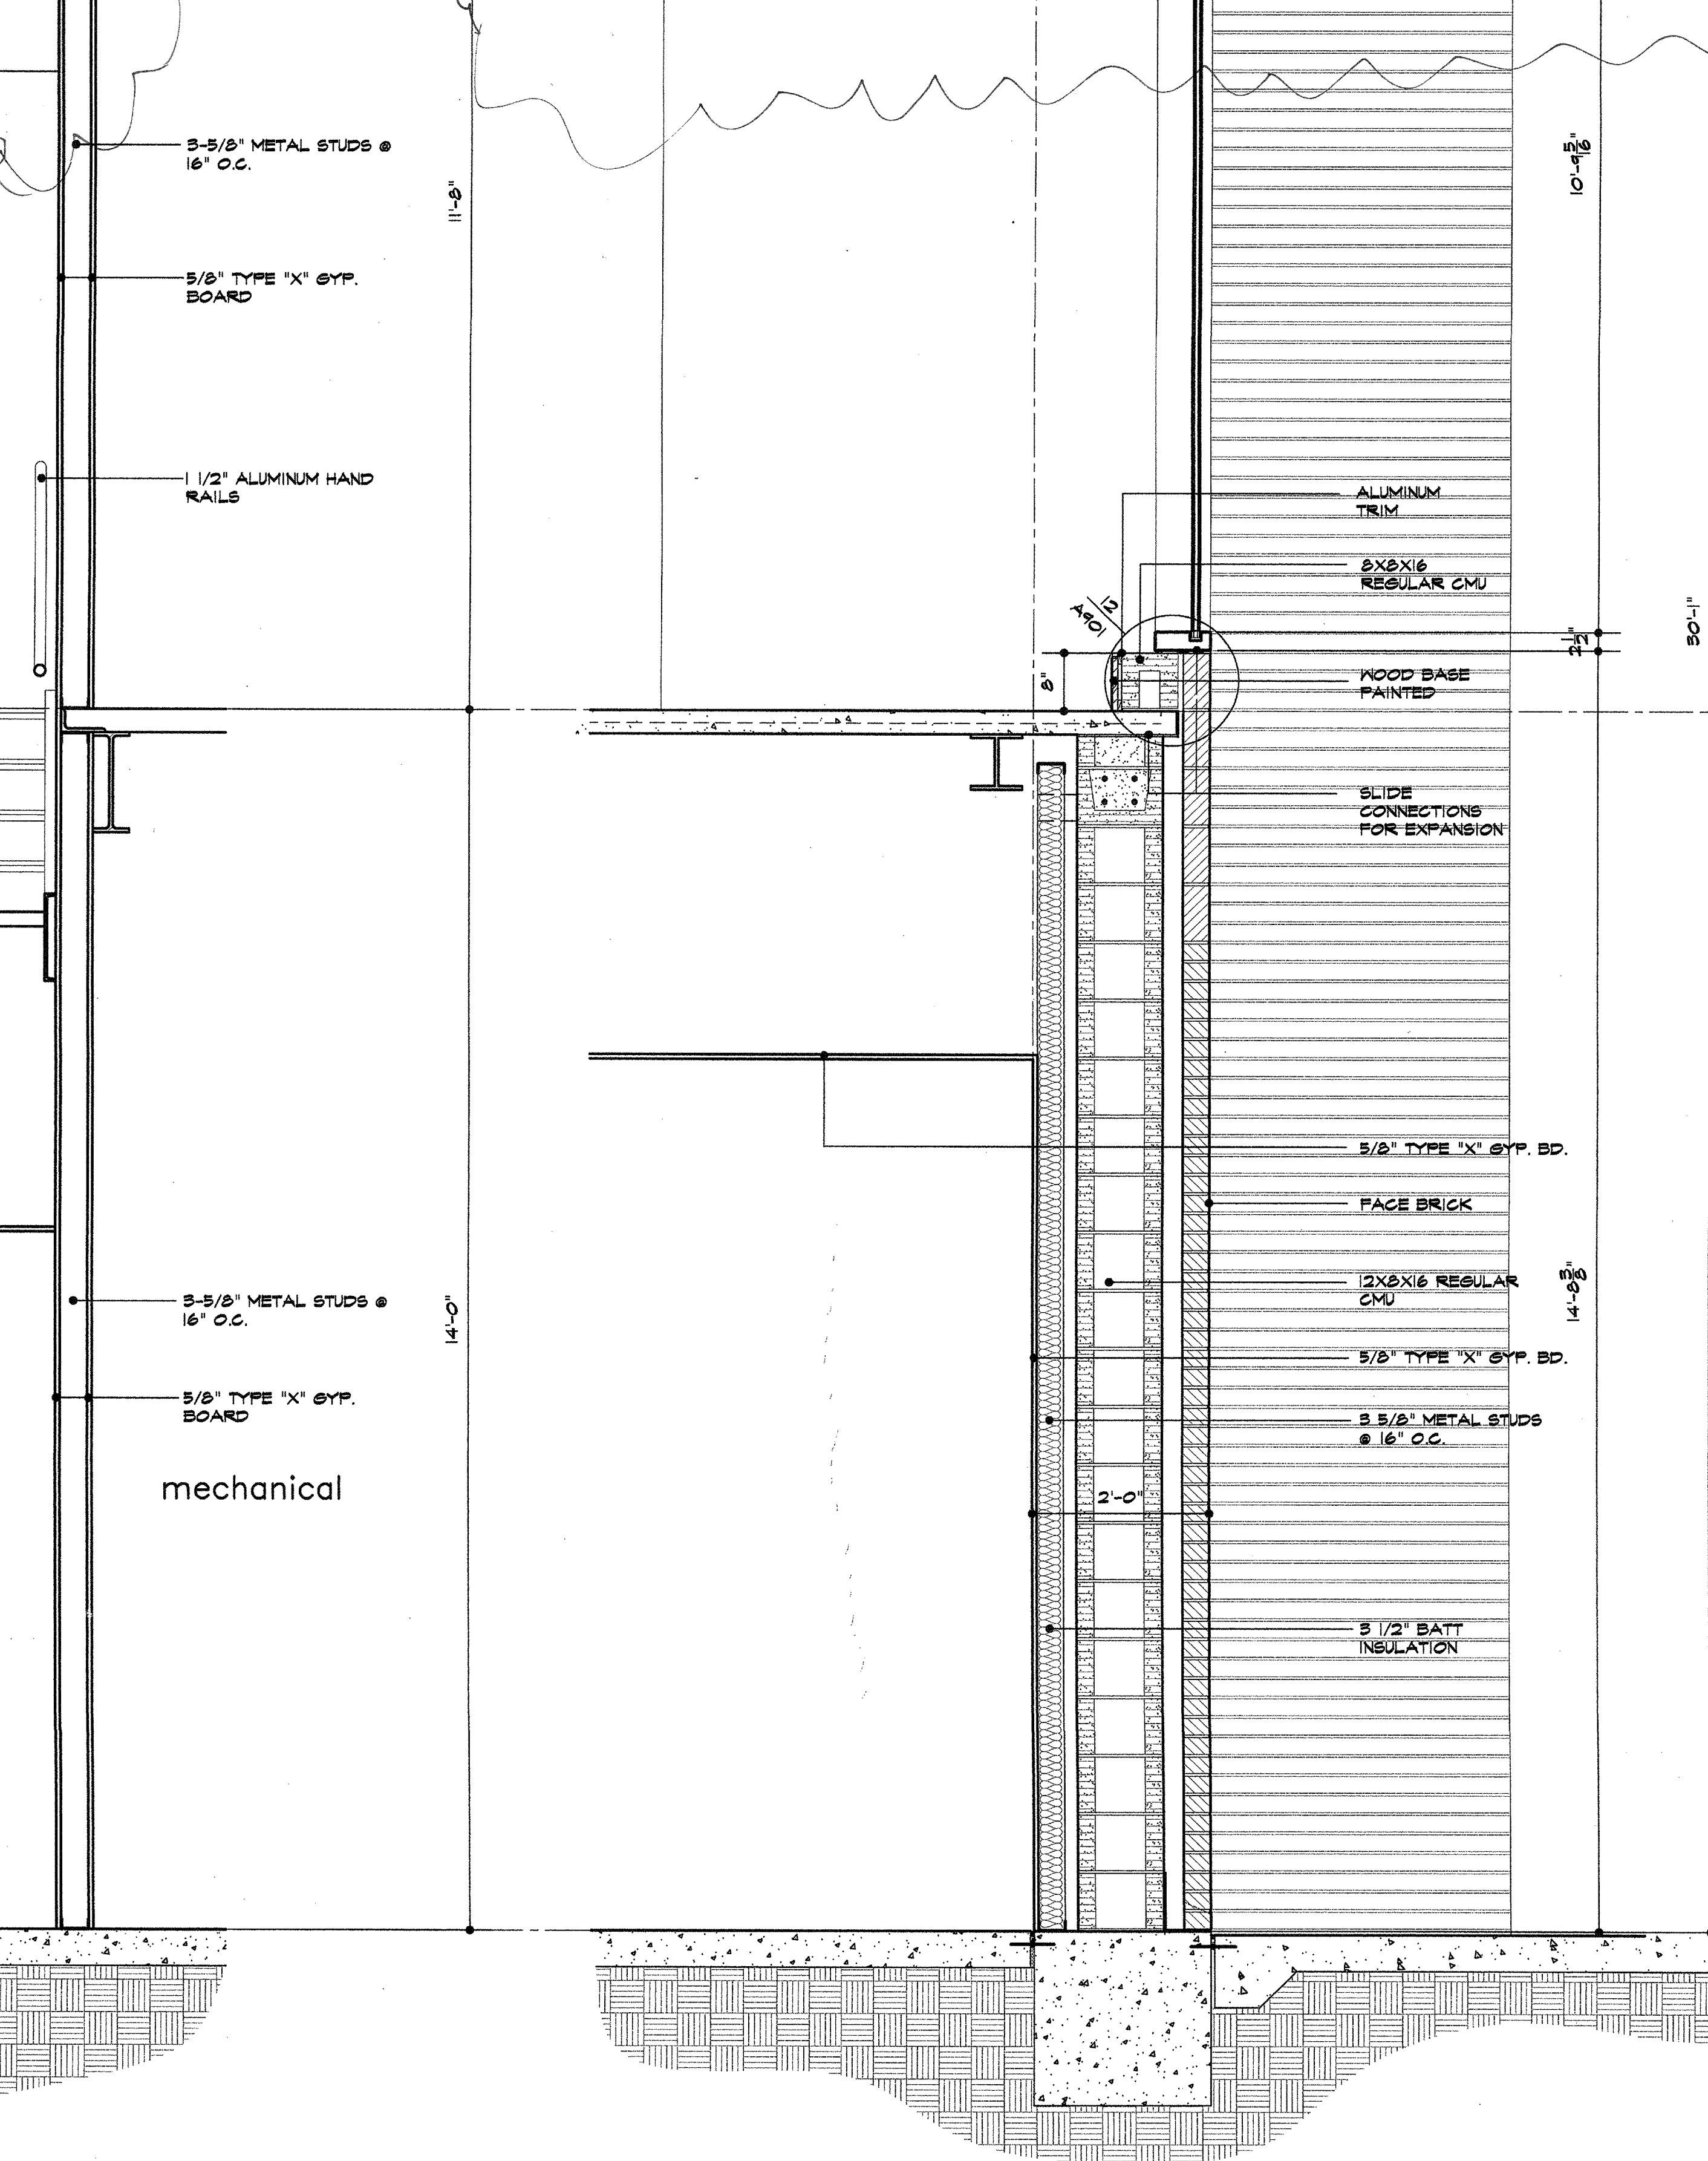 3-5/8" METAL STUDS @
16" O.C.
11'-8"
10'-9 5/16"
5/8" TYPE "X" GYP.
BOARD
1 1/2" ALUMINUM HAND
RAILS
ALUMINUM
TRIM
8X8X16
REGULAR CMU
12
A901
2 1/2"
30'-1"
8"
WOOD BASE
PAINTED
SLIDE
CONNECTIONS
FOR EXPANSION
5/8" TYPE "X" GYP. BD.
FACE BRICK
12X8X16 REGULAR
CMU
14'-8 3/8"
3-5/8" METAL STUDS @
16" O.C.
14'-0"
5/8" TYPE "X" GYP. BD.
5/8" TYPE "X" GYP.
BOARD
3 5/8" METAL STUDS
@ 16" O.C.
mechanical
2'-0"
3 1/2" BATT
INSULATION